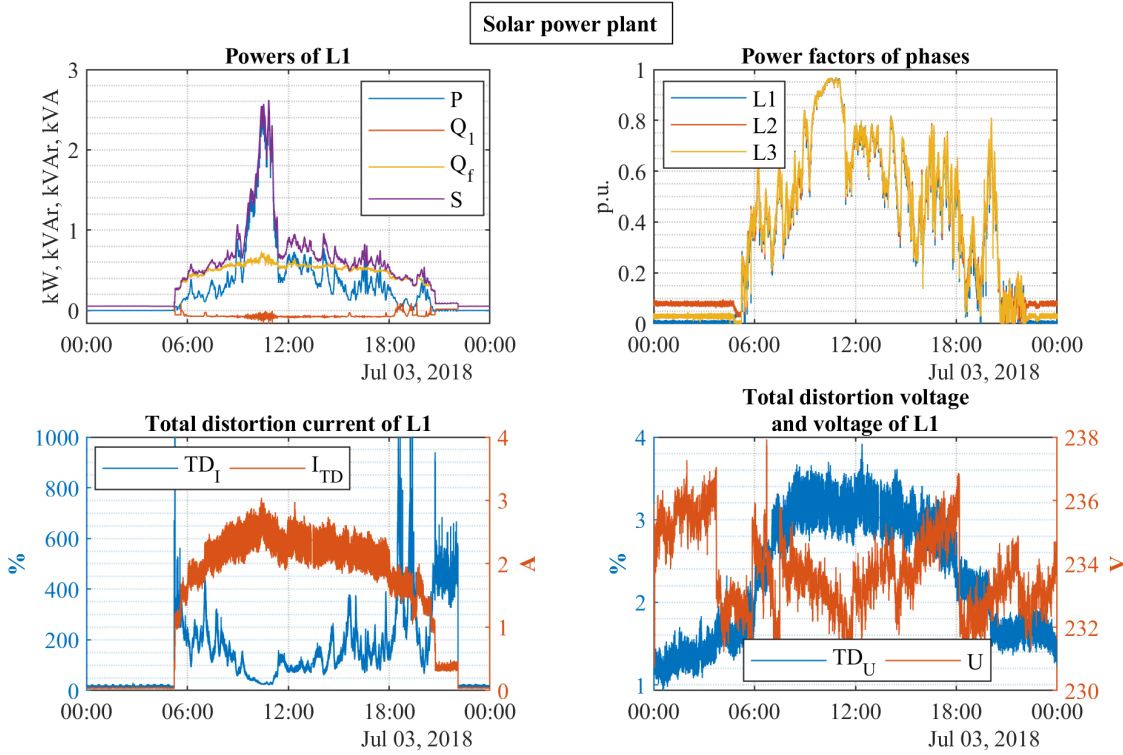 Solar power plant
Powers of L1
kW, kVAr, kVAr, kVA
3
2
1
0
P
Q1
Qf
S
00:00 06:00 12:00 18:00 00:00
Jul 03, 2018
Power factors of phases
p.u.
1
0.8
0.6
0.4
0.2
0
L1
L2
L3
00:00 06:00 12:00 18:00 00:00
Jul 03, 2018
Total distortion current of L1
%
1000
800
600
400
200
0
TDI ITD
4
3
2
1
0
A
00:00 06:00 12:00 18:00 00:00
Jul 03, 2018
Total distortion voltage
and voltage of L1
%
4
3
2
1
TDU U
238
236
234
232
230
V
00:00 06:00 12:00 18:00 00:00
Jul 03, 2018